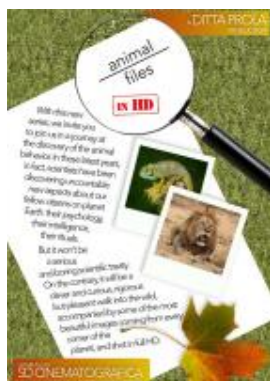 a DITTA PROLA
animal
files
IN HD
With this new
series, we invite you
to join us in a journey at
the discovery of the animal
behavior. In these latest years,
in fact, scientists have been
discovering uncountable
new aspects about our
fellow citizens on planet
Earth: their psychology,
their intelligence,
their rituals.
But it won't be
a serious
and boring scientific treaty.
On the contrary, it will be a
clever and curious, rigorous
but pleasant walk into the wild,
accompanied by some of the most
beautiful images coming from every
corner of the
planet, and that in full HD.
SD CINEMATOGRAFICA